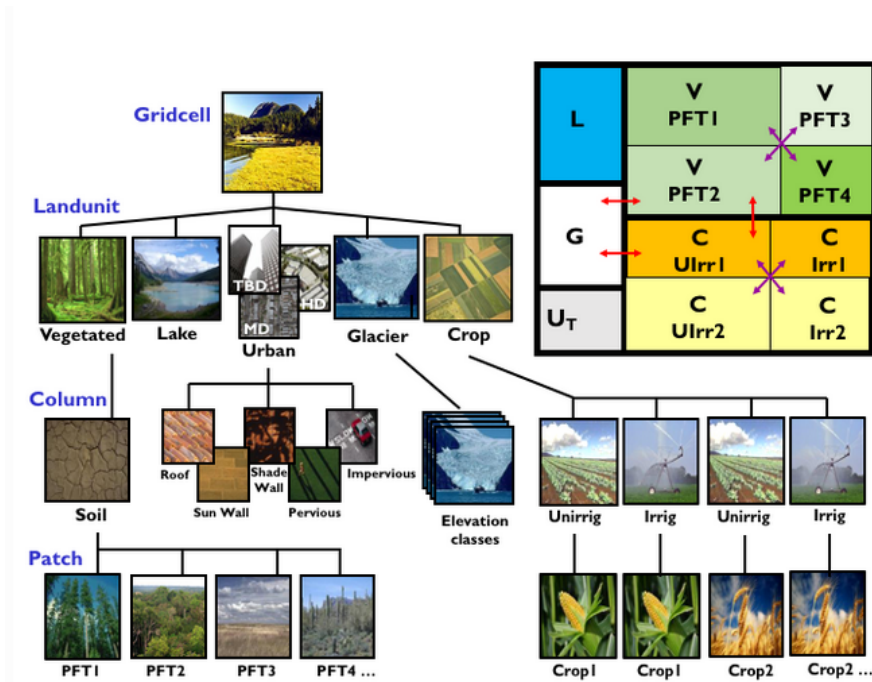 Gridcell
Landunit
TBD
HD
MD
Vegetated
Lake
Urban
Glacier
Crop
L
V
PFT1
V
PFT3
V
PFT2
V
PFT4
G
C
UIrr1
C
Irr1
UT
C
UIrr2
C
Irr2
Column
Soil
Roof
Sun Wall
Shade
Wall
Pervious
Impervious
Elevation
classes
Unirrig
Irrig
Unirrig
Irrig
Patch
PFT1
PFT2
PFT3
PFT4 ...
Crop1
Crop1
Crop2
Crop2 ...